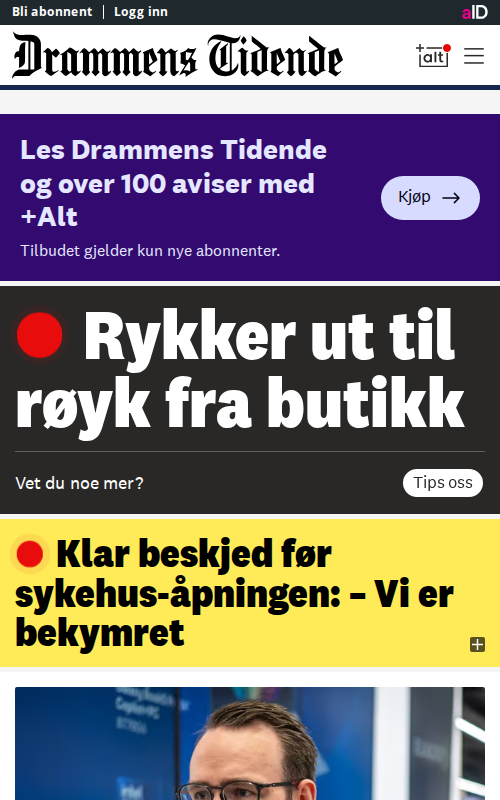 Bli abonnent
Logg inn
aID
Drammens Tidende
+alt
Les Drammens Tidende
og over 100 aviser med
+Alt
Kjøp
Tilbudet gjelder kun nye abonnenter.
Rykker ut til
røyk fra butikk
Vet du noe mer?
Tips oss
Klar beskjed før
sykehus-åpningen: – Vi er
bekymret